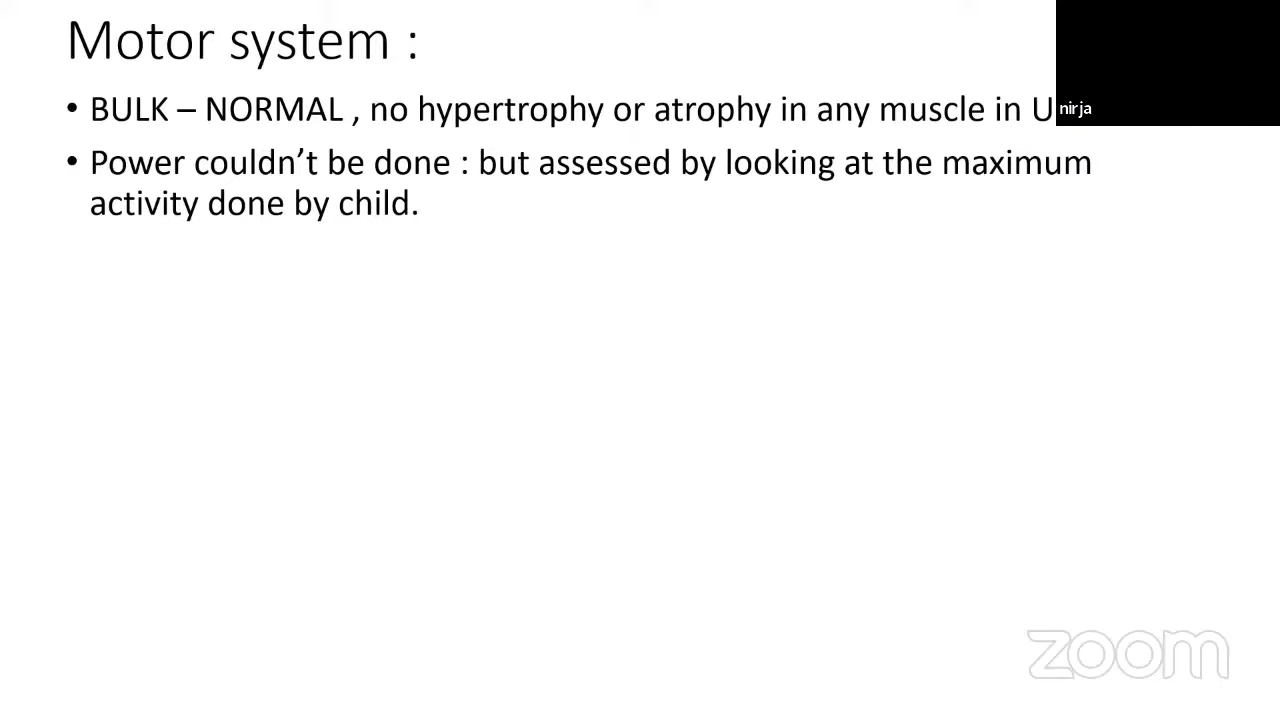 Motor system :
• BULK – NORMAL , no hypertrophy or atrophy in any muscle in U
nirja
• Power couldn’t be done : but assessed by looking at the maximum
activity done by child.
zoom